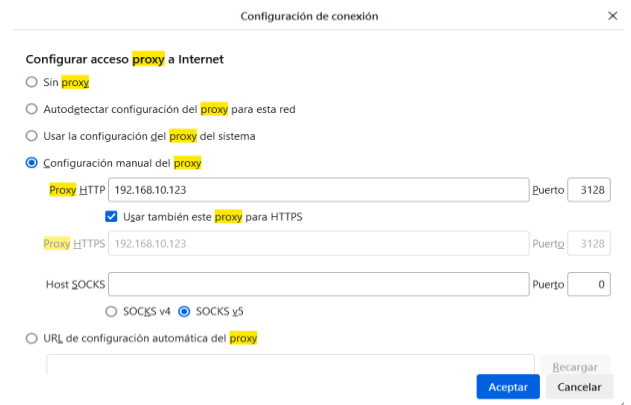 Configuración de conexión
Configurar acceso proxy a Internet
Sin proxy
Autodetectar configuración del proxy para esta red
Usar la configuración del proxy del sistema
Configuración manual del proxy
Proxy HTTP 192.168.10.123 Puerto 3128
Usar también este proxy para HTTPS
Proxy HTTPS 192.168.10.123 Puerto 3128
Host SOCKS Puerto 0
SOCKS v4 SOCKS v5
URL de configuración automática del proxy
Recargar
Aceptar Cancelar